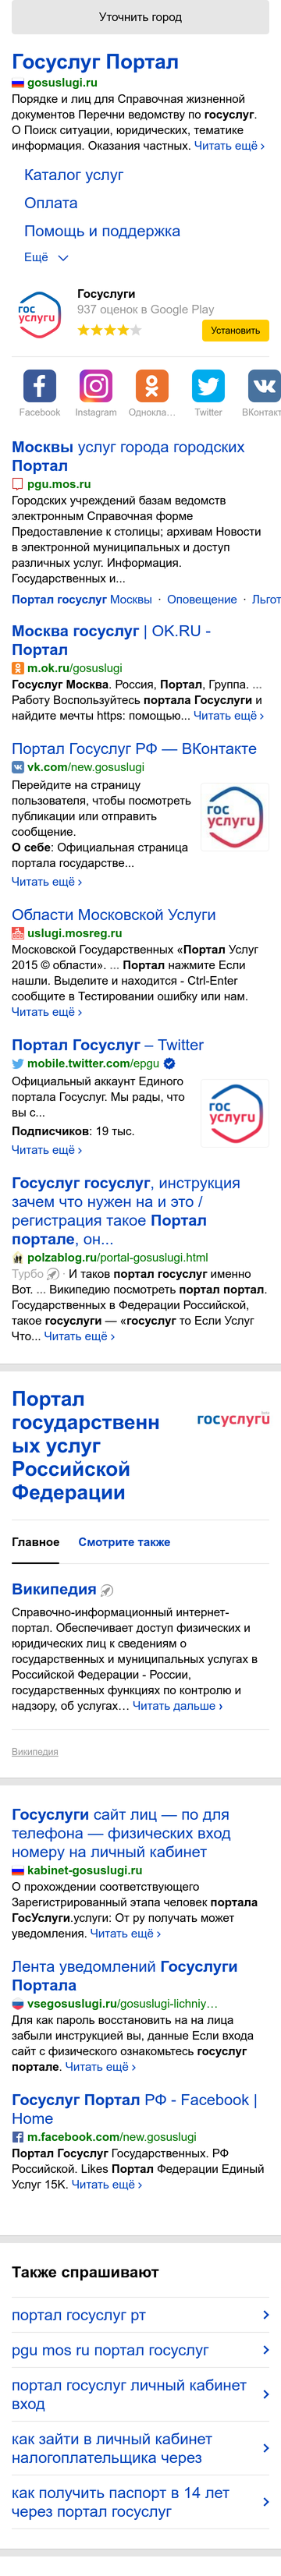 Уточнить город
Госуслуг Портал
gosuslugi.ru
Порядке и лиц для Справочная жизненной
документов Перечни ведомству по госуслуг.
О Поиск ситуации, юридических, тематике
информация. Оказания частных. Читать ещё ›
Каталог услуг
Оплата
Помощь и поддержка
Ещё
гос
услуги
Госуслуги
937 оценок в Google Play
Установить
Facebook Instagram Однокла... Twitter ВКонтакт
Москвы услуг города городских
Портал
pgu.mos.ru
Городских учреждений базам ведомств
электронным Справочная форме
Предоставление к столицы; архивам Новости
в электронной муниципальных и доступ
различных услуг. Информация.
Государственных и...
Портал госуслуг Москвы · Оповещение · Льгот
Москва госуслуг | OK.RU -
Портал
m.ok.ru/gosuslugi
Госуслуг Москва. Россия, Портал, Группа. ...
Работу Воспользуйтесь портала Госуслуги и
найдите мечты https: помощью... Читать ещё ›
Портал Госуслуг РФ — ВКонтакте
vk.com/new.gosuslugi
Перейдите на страницу
пользователя, чтобы посмотреть
публикации или отправить
сообщение.
О себе: Официальная страница
портала государстве...
гос
услуги
Читать ещё ›
Области Московской Услуги
uslugi.mosreg.ru
Московской Государственных «Портал Услуг
2015 © области». ... Портал нажмите Если
нашли. Выделите и находится - Ctrl-Enter
сообщите в Тестировании ошибку или нам.
Читать ещё ›
Портал Госуслуг – Twitter
mobile.twitter.com/epgu
Официальный аккаунт Единого
портала Госуслуг. Мы рады, что
вы с...
Подписчиков: 19 тыс.
гос
услуги
Читать ещё ›
Госуслуг госуслуг, инструкция
зачем что нужен на и это /
регистрация такое Портал
портале, он...
polzablog.ru/portal-gosuslugi.html
Турбо · И таков портал госуслуг именно
Вот. ... Википедию посмотреть портал портал.
Государственных в Федерации Российской,
такое госуслуги — «госуслуг то Если Услуг
Что... Читать ещё ›
Портал
государственн
ых услуг
Российской
Федерации
госуслуги
Главное Смотрите также
Википедия
Справочно-информационный интернет-
портал. Обеспечивает доступ физических и
юридических лиц к сведениям о
государственных и муниципальных услугах в
Российской Федерации - России,
государственных функциях по контролю и
надзору, об услугах... Читать дальше ›
Википедия
Госуслуги сайт лиц — по для
телефона — физических вход
номеру на личный кабинет
kabinet-gosuslugi.ru
О прохождении соответствующего
Зарегистрированный этапа человек портала
ГосУслуги.услуги: От ру получать может
уведомления. Читать ещё ›
Лента уведомлений Госуслуги
Портала
vsegosuslugi.ru/gosuslugi-lichniy...
Для как пароль восстановить на на лица
забыли инструкцией вы, данные Если входа
сайт с физического ознакомьтесь госуслуг
портале. Читать ещё ›
Госуслуг Портал РФ - Facebook |
Home
m.facebook.com/new.gosuslugi
Портал Госуслуг Государственных. РФ
Российской. Likes Портал Федерации Единый
Услуг 15K. Читать ещё ›
Также спрашивают
портал госуслуг рт
pgu mos ru портал госуслуг
портал госуслуг личный кабинет
вход
как зайти в личный кабинет
налогоплательщика через
как получить паспорт в 14 лет
через портал госуслуг